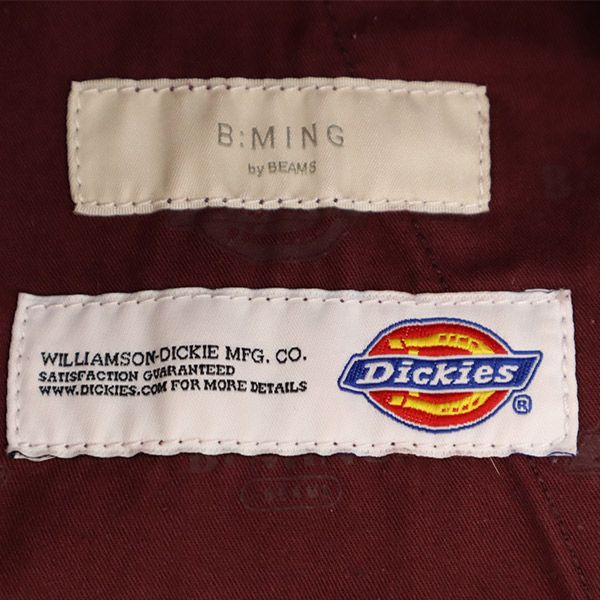 B:MING
by BEAMS
WILLIAMSON-DICKIE MFG. CO.
SATISFACTION GUARANTEED
WWW.DICKIES.COM FOR MORE DETAILS
Dickies
®